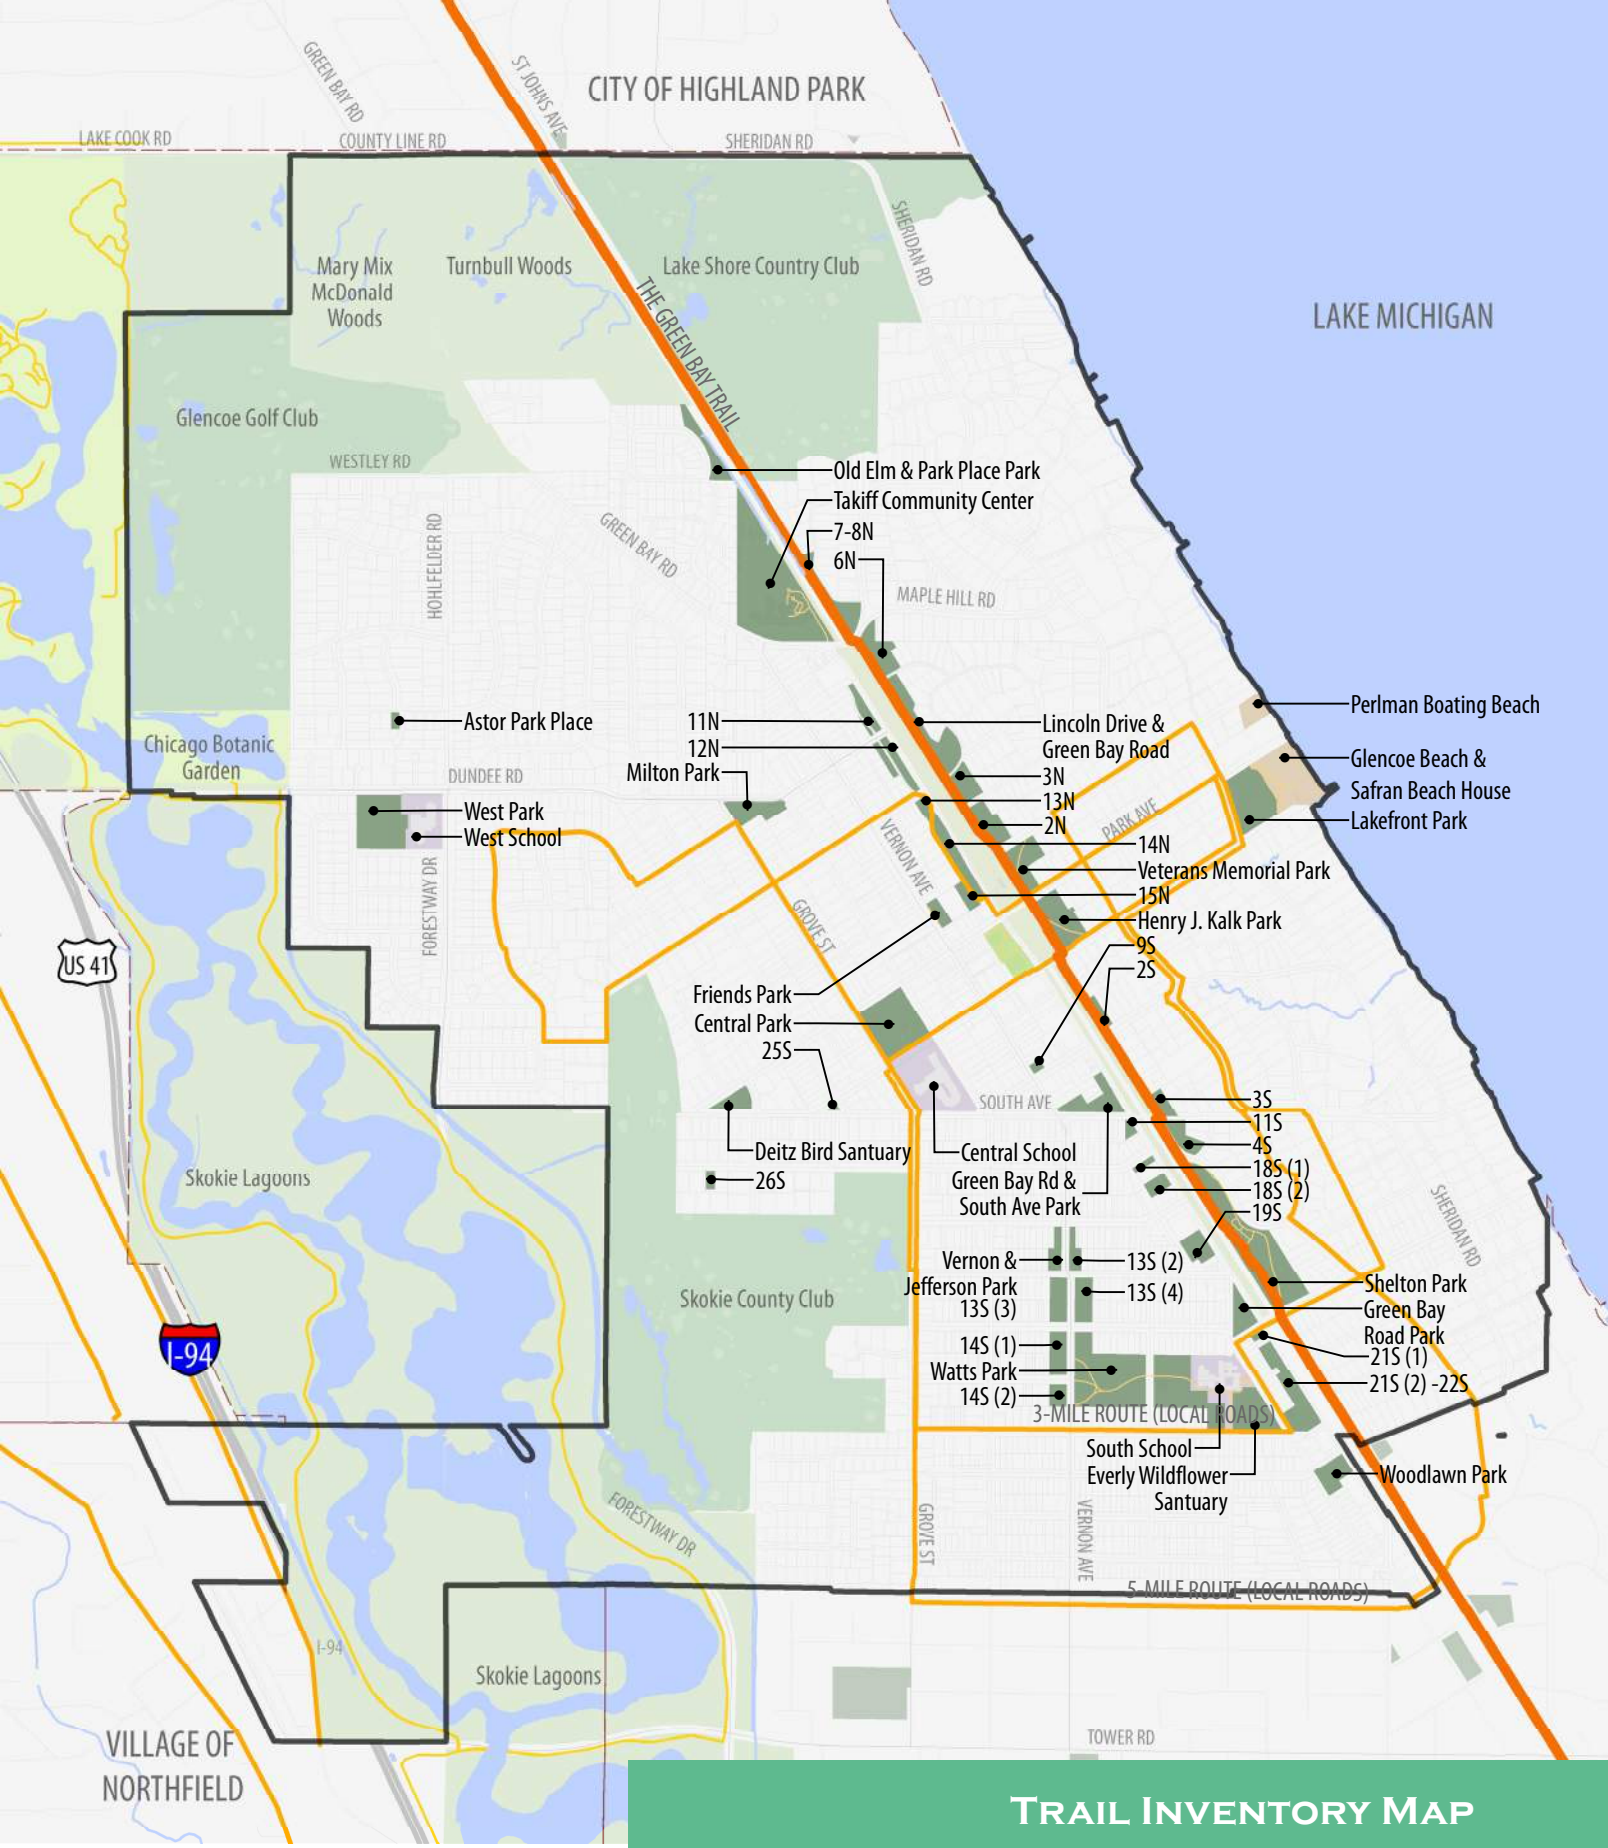 CITY OF HIGHLAND PARK
GREEN BAY RD
ST JOHNS AVE
LAKE COOK RD
COUNTY LINE RD
SHERIDAN RD
SHERIDAN RD
Mary Mix
McDonald
Woods
Turnbull Woods
Lake Shore Country Club
LAKE MICHIGAN
THE GREEN BAY TRAIL
Glencoe Golf Club
WESTLEY RD
Old Elm & Park Place Park
Takiff Community Center
7-8N
6N
GREEN BAY RD
HOHLFELDER RD
MAPLE HILL RD
Perlman Boating Beach
Astor Park Place
11N
12N
Milton Park
Lincoln Drive &
Green Bay Road
3N
13N
2N
Glencoe Beach &
Safran Beach House
Lakefront Park
Chicago Botanic
Garden
DUNDEE RD
West Park
West School
PARK AVE
VERNON AVE
14N
Veterans Memorial Park
15N
Henry J. Kalk Park
9S
2S
FORESTWAY DR
GROVE ST
US 41
Friends Park
Central Park
25S
SOUTH AVE
3S
11S
4S
18S (1)
18S (2)
19S
Deitz Bird Santuary
26S
Central School
Green Bay Rd &
South Ave Park
Skokie Lagoons
SHERIDAN RD
Vernon &
Jefferson Park
13S (3)
13S (2)
13S (4)
Skokie County Club
Shelton Park
Green Bay
Road Park
21S (1)
21S (2) -22S
I-94
14S (1)
Watts Park
14S (2)
3-MILE ROUTE (LOCAL ROADS)
South School
Everly Wildflower
Santuary
Woodlawn Park
FORESTWAY DR
GROVE ST
VERNON AVE
5-MILE ROUTE (LOCAL ROADS)
I-94
Skokie Lagoons
VILLAGE OF
NORTHFIELD
TOWER RD
TRAIL INVENTORY MAP